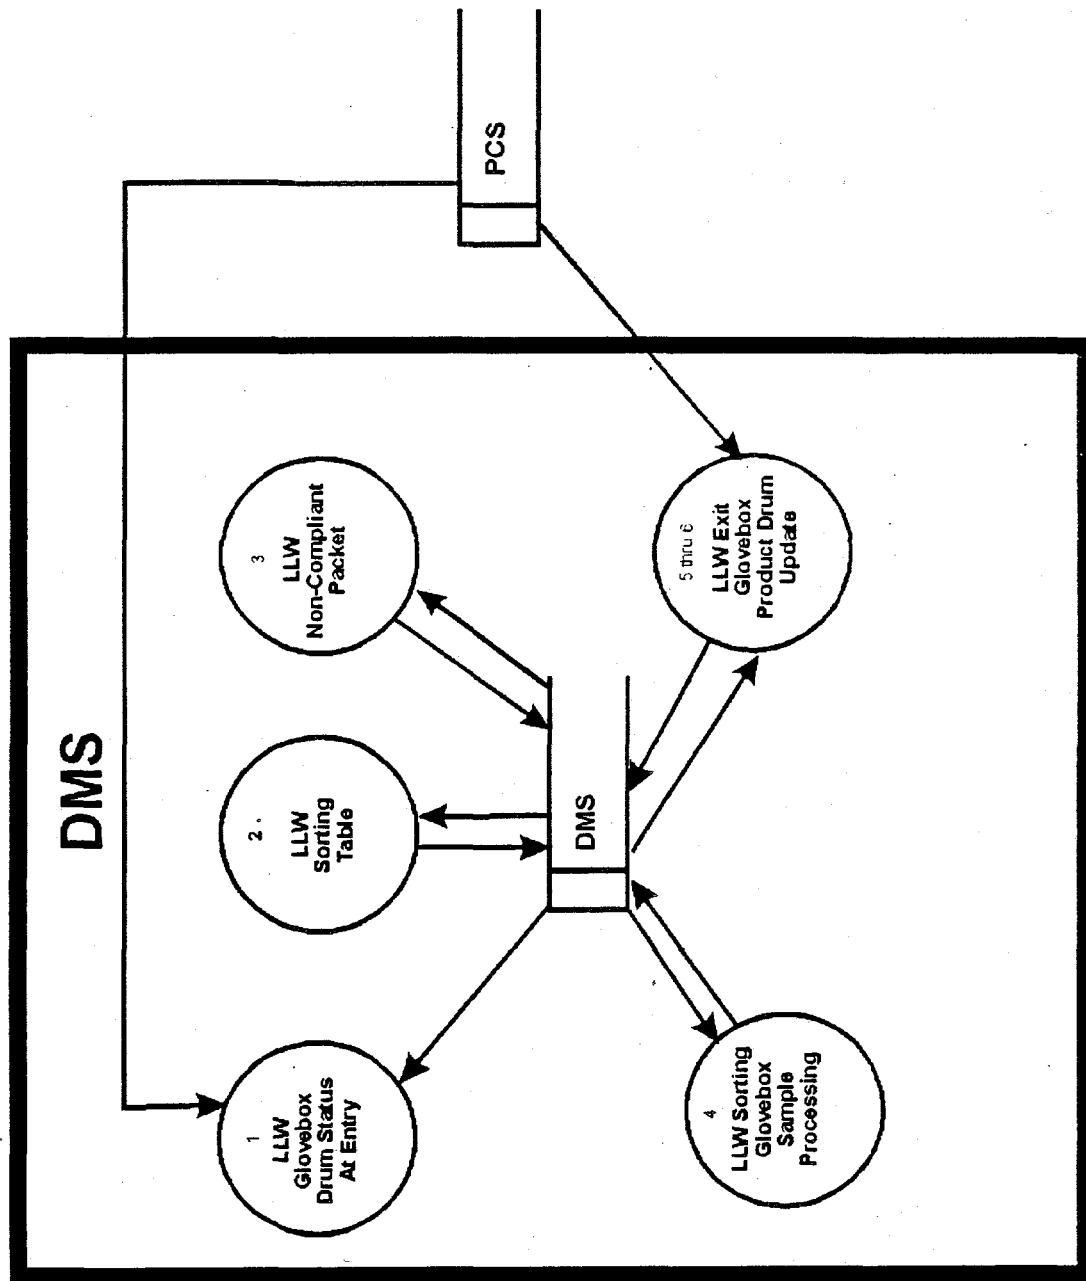 DMS
1
LLW
Glovebox
Drum Status
At Entry
2 .
LLW
Sorting
Table
3
LLW
Non-Compliant
Packet
PCS
DMS
4
LLW Sorting
Glovebox
Sample
Processing
5 thru 6
LLW Exit
Glovebox
Product Drum
Update